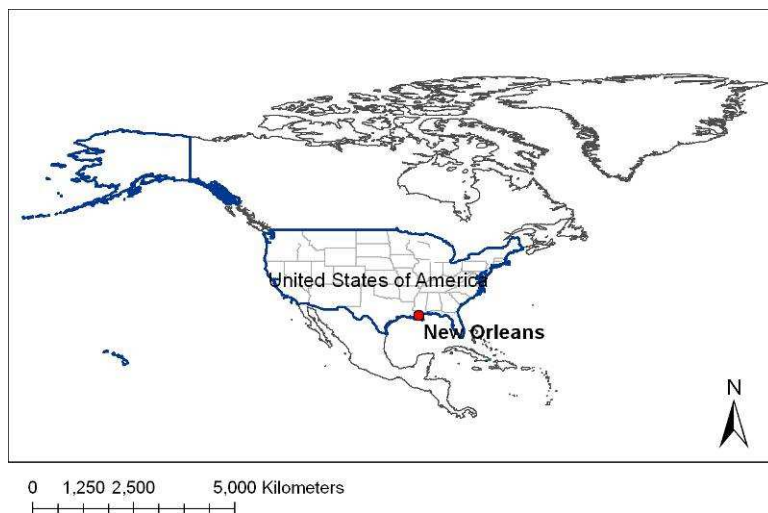 United States of America
New Orleans
N
0 1,250 2,500 5,000 Kilometers